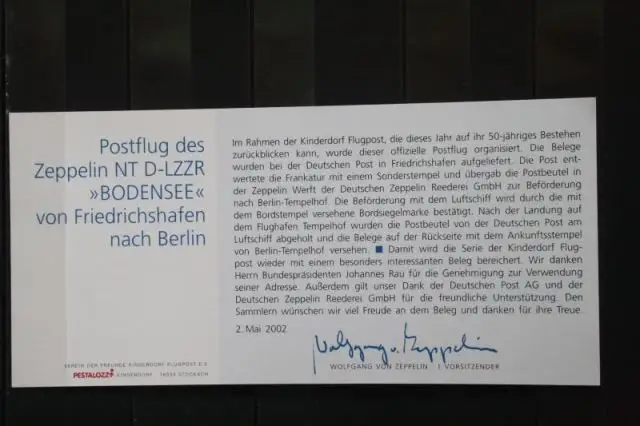 Postflug des
Zeppelin NT D-LZZR
»BODENSEE«
von Friedrichshafen
nach Berlin
VEREIN DER FREUNDE KINDERDORF FLUGPOST E.V.
PESTALOZZI KINDERDORF 78333 STOCKACH
Im Rahmen der Kinderdorf Flugpost, die dieses Jahr auf ihr 50-jähriges Bestehen
zurückblicken kann, wurde dieser offizielle Postflug organisiert. Die Belege
wurden bei der Deutschen Post in Friedrichshafen aufgeliefert. Die Post ent-
wertete die Frankatur mit einem Sonderstempel und übergab die Postbeutel in
der Zeppelin Werft der Deutschen Zeppelin Reederei GmbH zur Beförderung
nach Berlin-Tempelhof. Die Beförderung mit dem Luftschiff wird durch die mit
dem Bordstempel versehene Bordsiegelmarke bestätigt. Nach der Landung auf
dem Flughafen Tempelhof wurden die Postbeutel von der Deutschen Post am
Luftschiff abgeholt und die Belege auf der Rückseite mit dem Ankunftsstempel
von Berlin-Tempelhof versehen. ■ Damit wird die Serie der Kinderdorf Flug-
post wieder mit einem besonders interessanten Beleg bereichert. Wir danken
Herrn Bundespräsidenten Johannes Rau für die Genehmigung zur Verwendung
seiner Adresse. Außerdem gilt unser Dank der Deutschen Post AG und der
Deutschen Zeppelin Reederei GmbH für die freundliche Unterstützung. Den
Sammlern wünschen wir viel Freude an dem Beleg und danken für ihre Treue.
2. Mai 2002
Wolfgang v. Zeppelin
WOLFGANG VON ZEPPELIN | VORSITZENDER